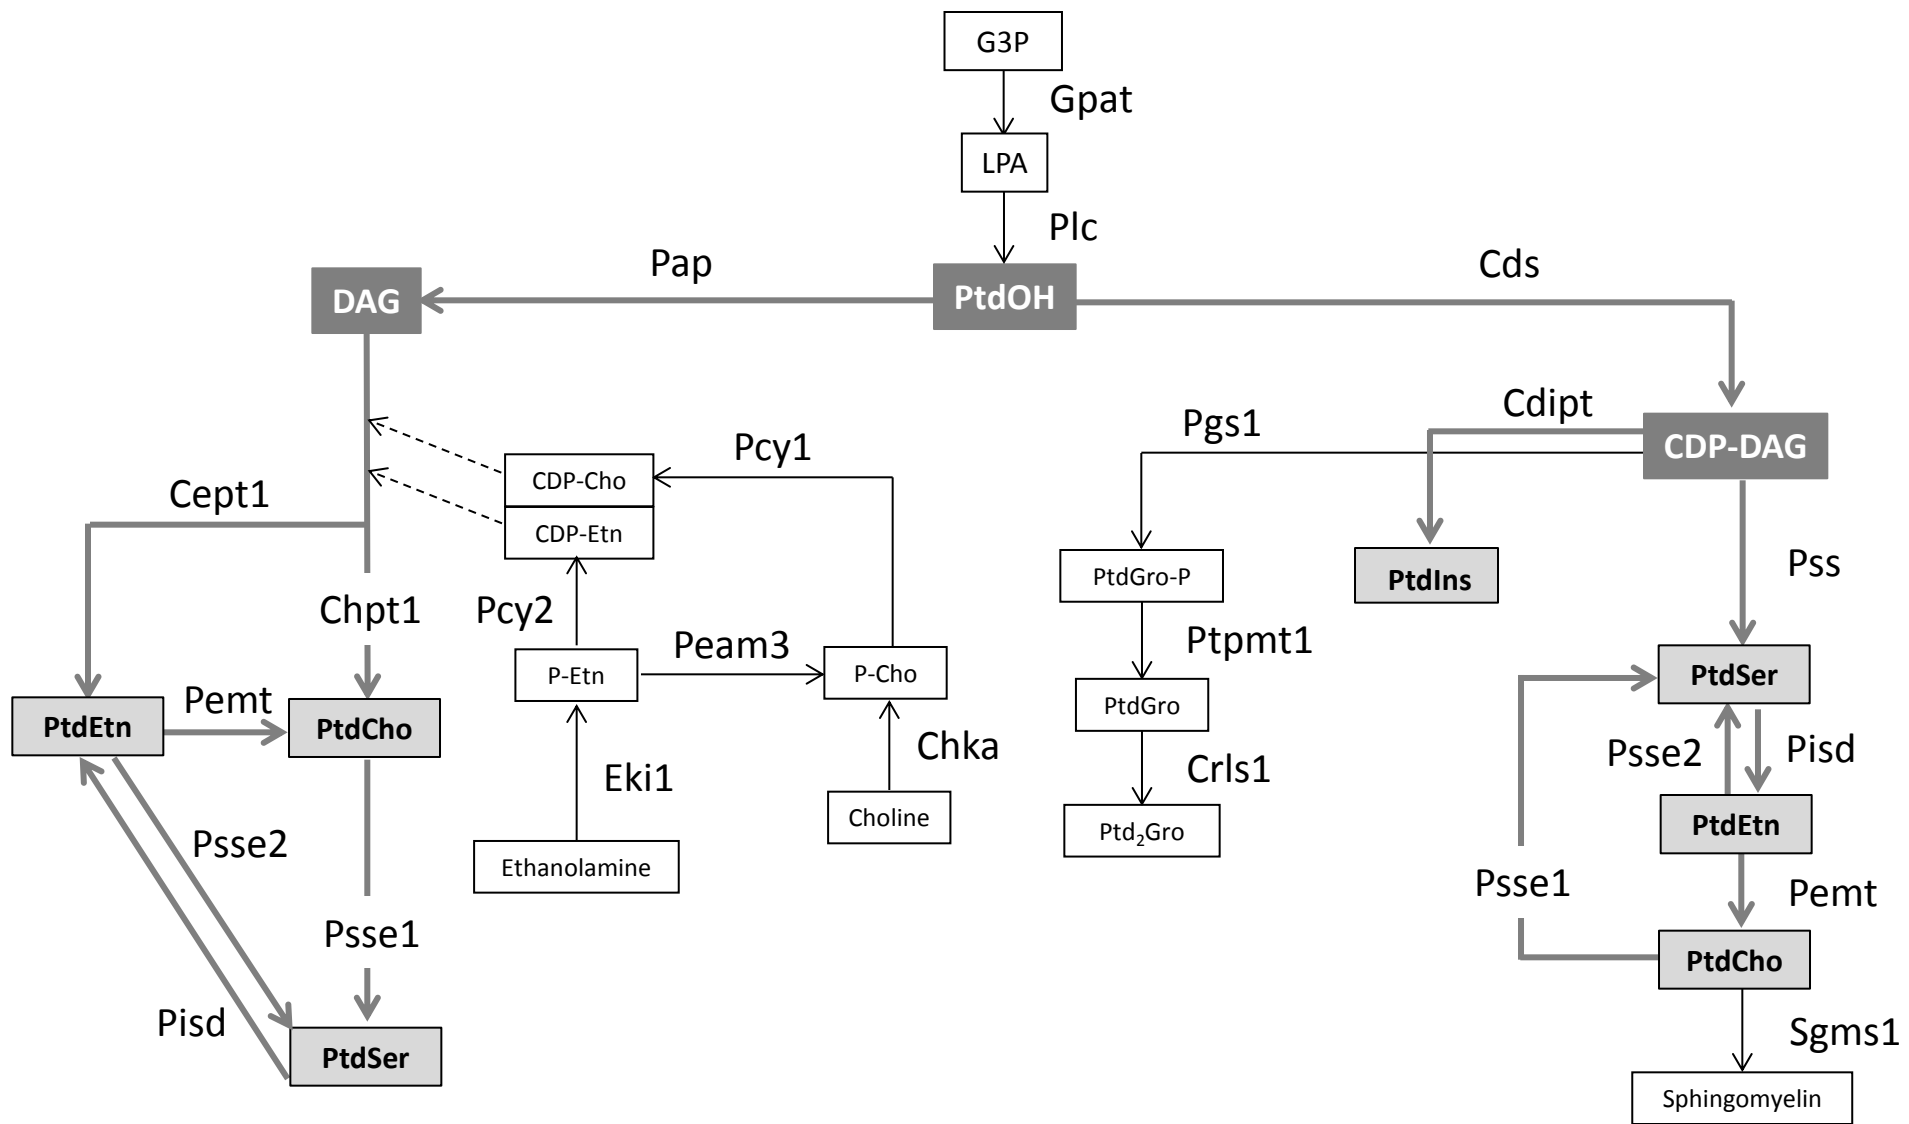 G3P
Gpat
LPA
Plc
Pap
Cds
DAG
PtdOH
Cdipt
Pgs1
CDP-DAG
Pcy1
CDP-Cho
Cept1
CDP-Etn
PtdGro-P
PtdIns
Pss
Chpt1
Pcy2
Peam3
Ptpmt1
P-Etn
P-Cho
PtdSer
Pemt
PtdEtn
PtdCho
PtdGro
Chka
Psse2
Pisd
Eki1
Crls1
Choline
Ptd₂Gro
PtdEtn
Psse2
Ethanolamine
Psse1
Pemt
Psse1
PtdCho
Pisd
PtdSer
Sgms1
Sphingomyelin